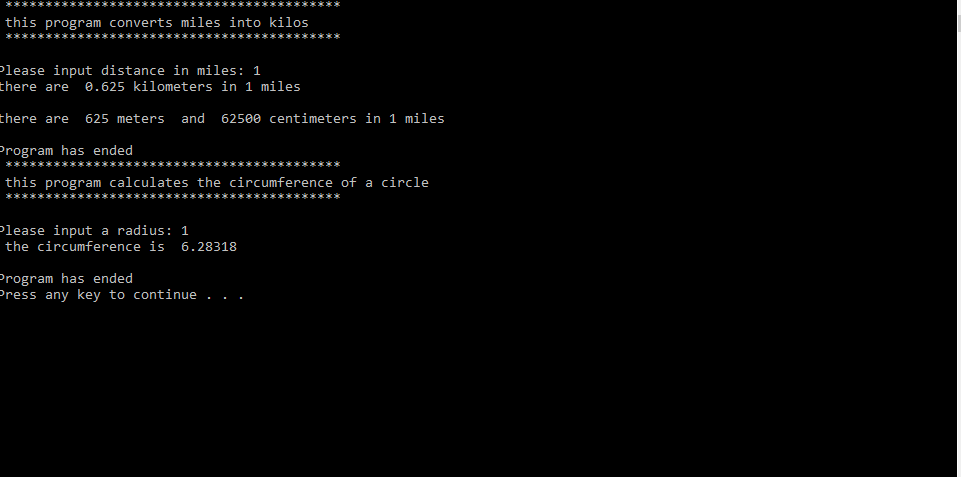 ******************************************
this program converts miles into kilos
******************************************
Please input distance in miles: 1
there are  0.625 kilometers in 1 miles
there are  625 meters  and  62500 centimeters in 1 miles
Program has ended
******************************************
this program calculates the circumference of a circle
******************************************
Please input a radius: 1
the circumference is  6.28318
Program has ended
Press any key to continue . . .